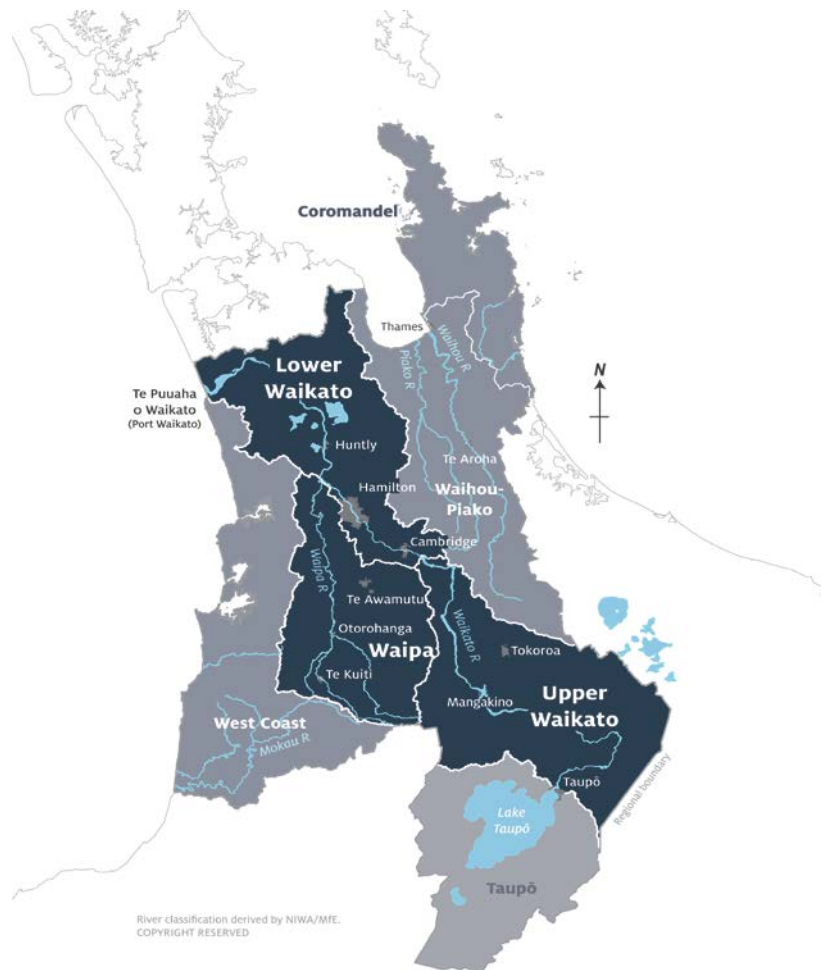 Coromandel
Thames
Waihou R
Piako R
N
Lower
Waikato
Te Puuaha
o Waikato
(Port Waikato)
Huntly
Te Aroha
Hamilton
Waihou-
Piako
Cambridge
Waipa R
Te Awamutu
Otorohanga
Waipa
Waikato R
Tokoroa
Te Kuiti
Mangakino
Upper
Waikato
West Coast
Mokau R
Taupō
Regional boundary
Lake
Taupō
Taupō
River classification derived by NIWA/MfE.
COPYRIGHT RESERVED